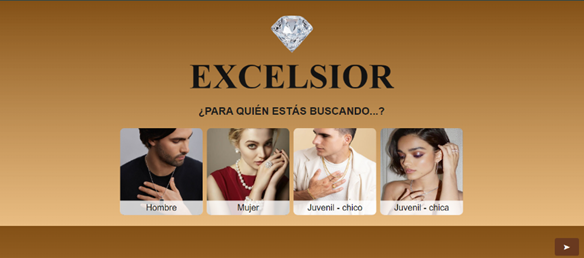 EXCELSIOR
¿PARA QUIÉN ESTÁS BUSCANDO...?
Hombre
Mujer
Juvenil - chico
Juvenil - chica